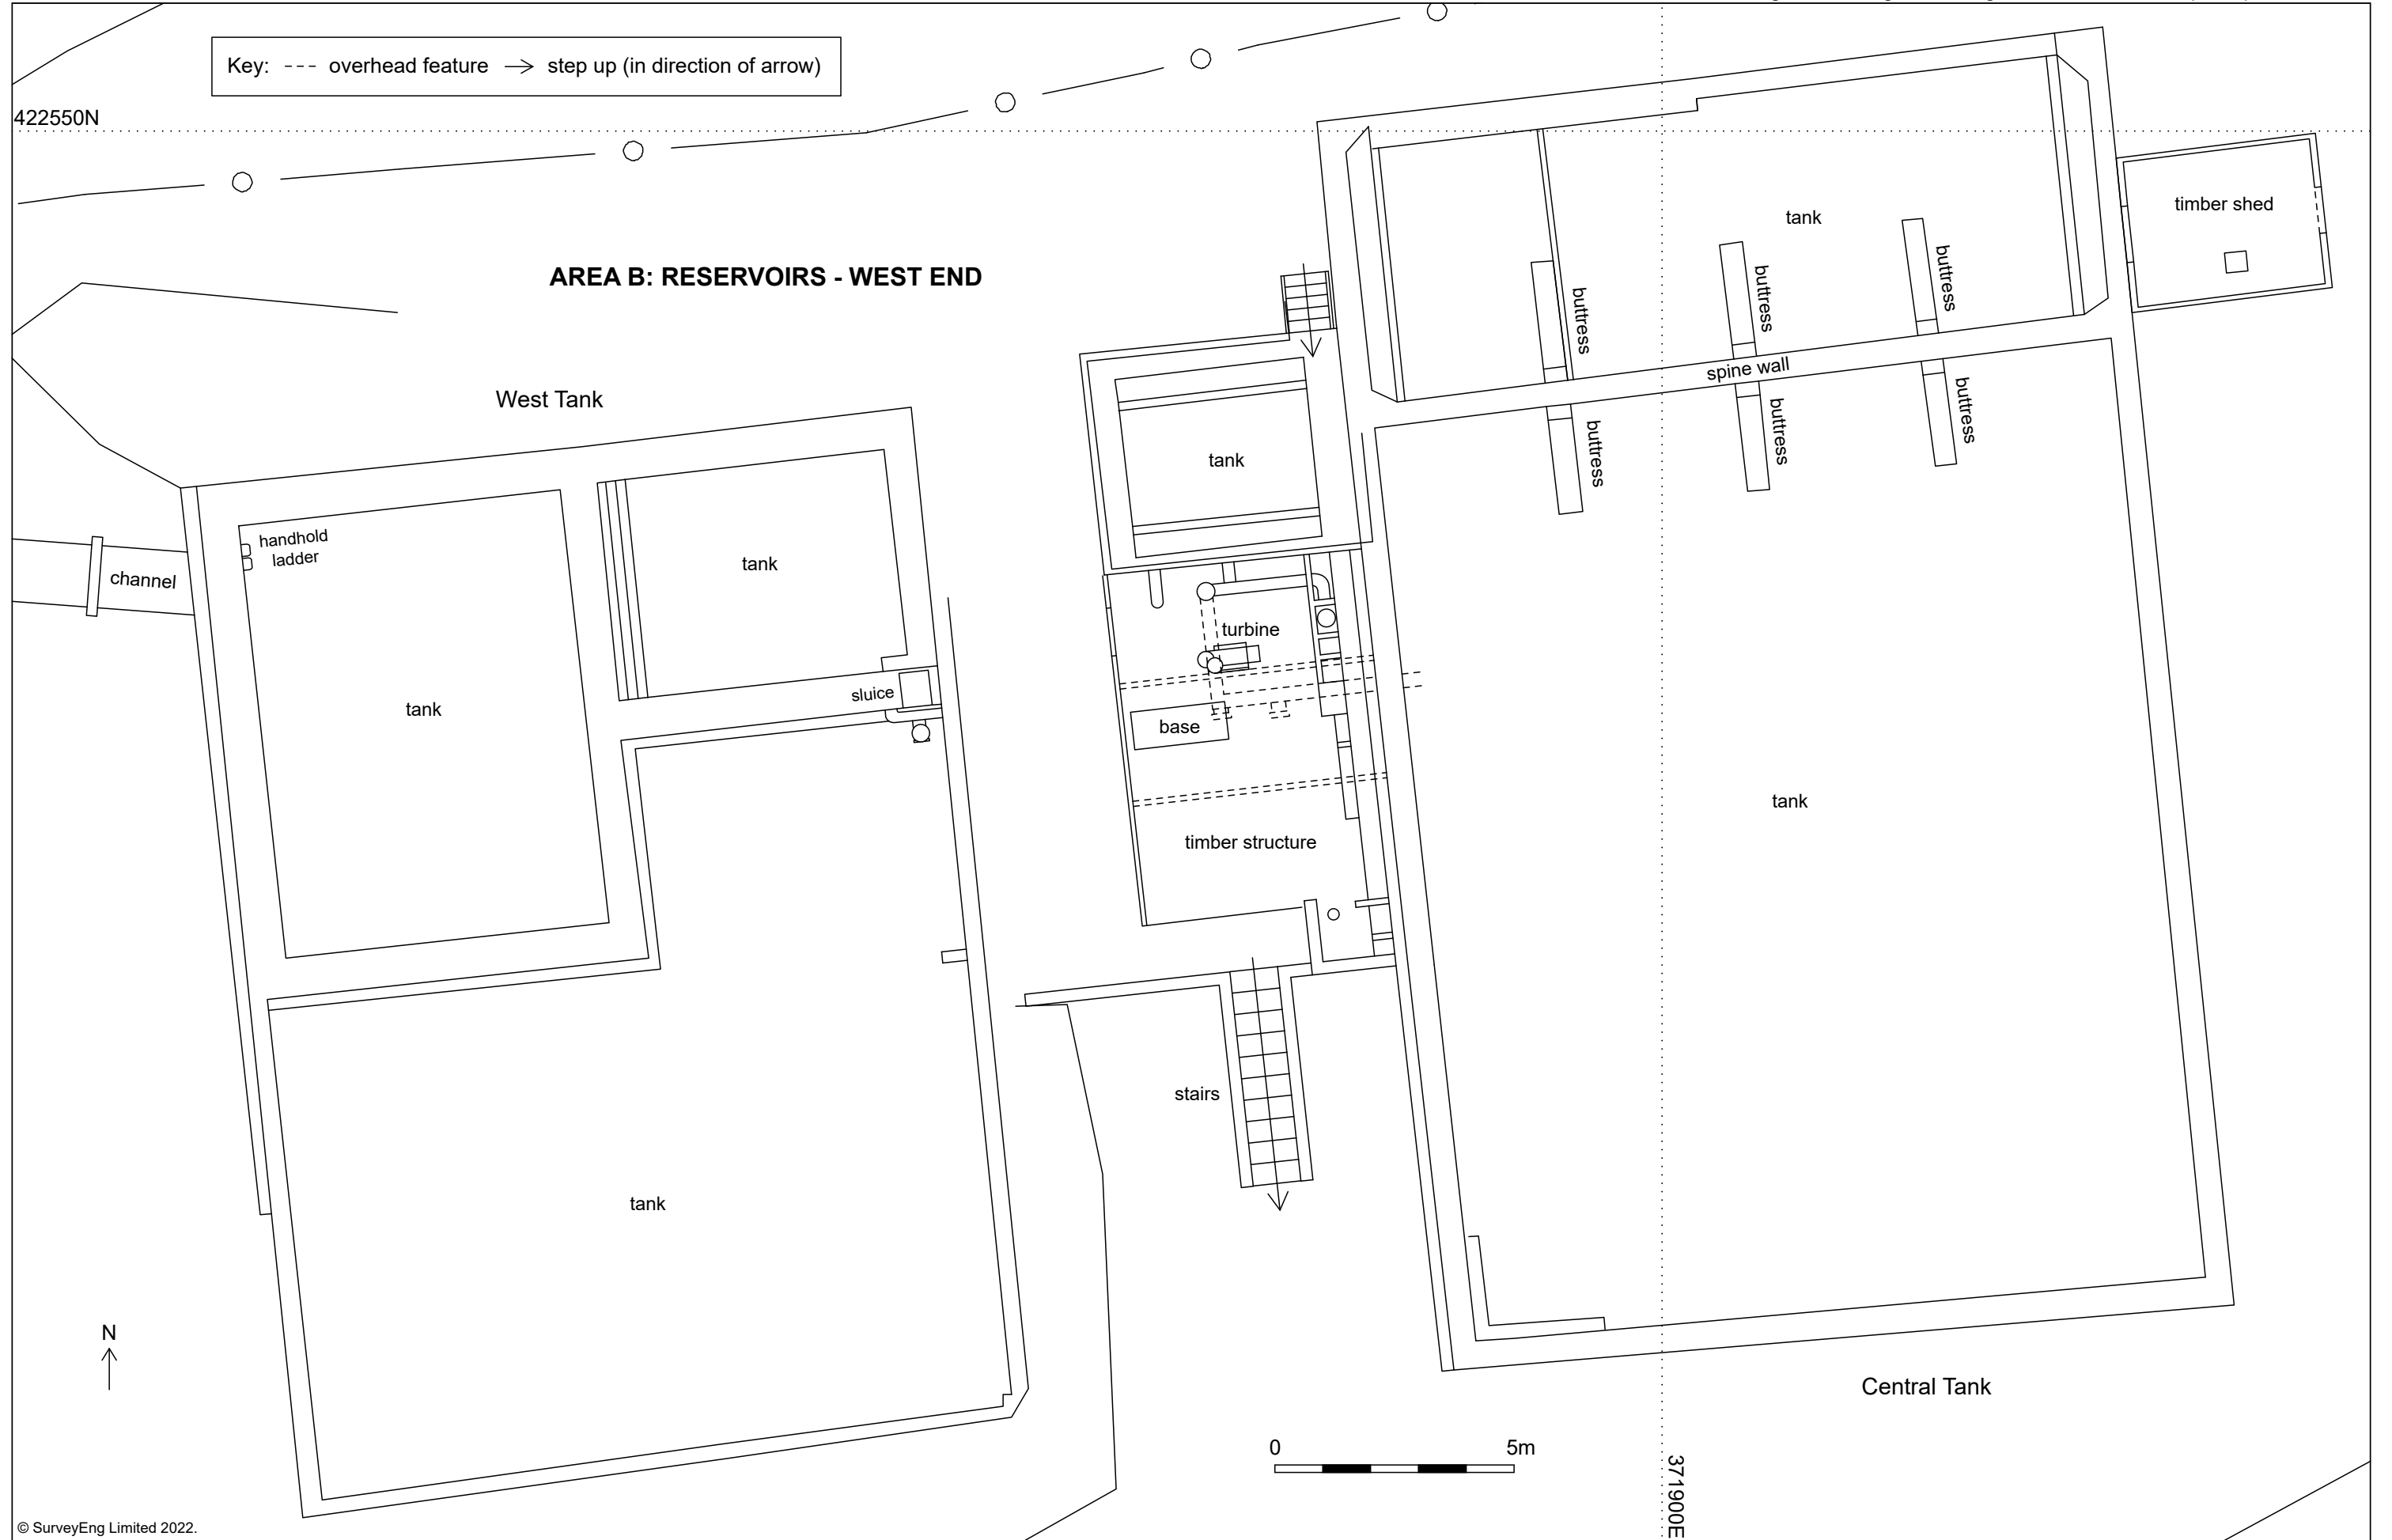 Key: overhead feature step up (in direction of arrow)
422550N
AREA B: RESERVOIRS - WEST END
tank
timber shed
buttress
buttress
buttress
spine wall
buttress
buttress
buttress
West Tank
tank
handhold
ladder
channel
tank
turbine
tank
sluice
base
tank
timber structure
stairs
tank
N
Central Tank
0 5m
371900E
© SurveyEng Limited 2022.